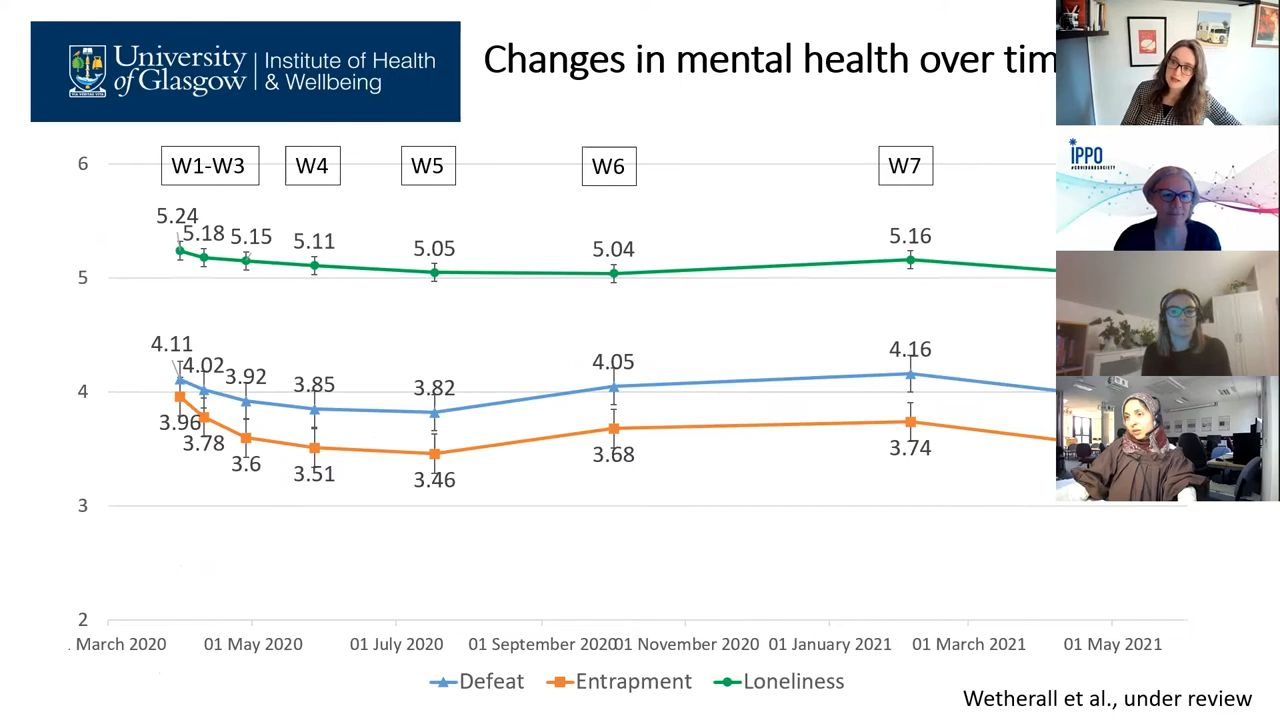 University of Glasgow
Institute of Health & Wellbeing
Changes in mental health over tim
IPPO
#COVIDANDSOCIETY
6
W1-W3 W4 W5 W6 W7
5.24 5.18 5.15 5.11 5.05 5.04 5.16
5
4.11 4.02 3.92 3.85 3.82 4.05 4.16
4
3.96 3.78 3.6 3.51 3.46 3.68 3.74
3
2
. March 2020 01 May 2020 01 July 2020 01 September 2020 01 November 2020 01 January 2021 01 March 2021 01 May 2021
Defeat Entrapment Loneliness
Wetherall et al., under review